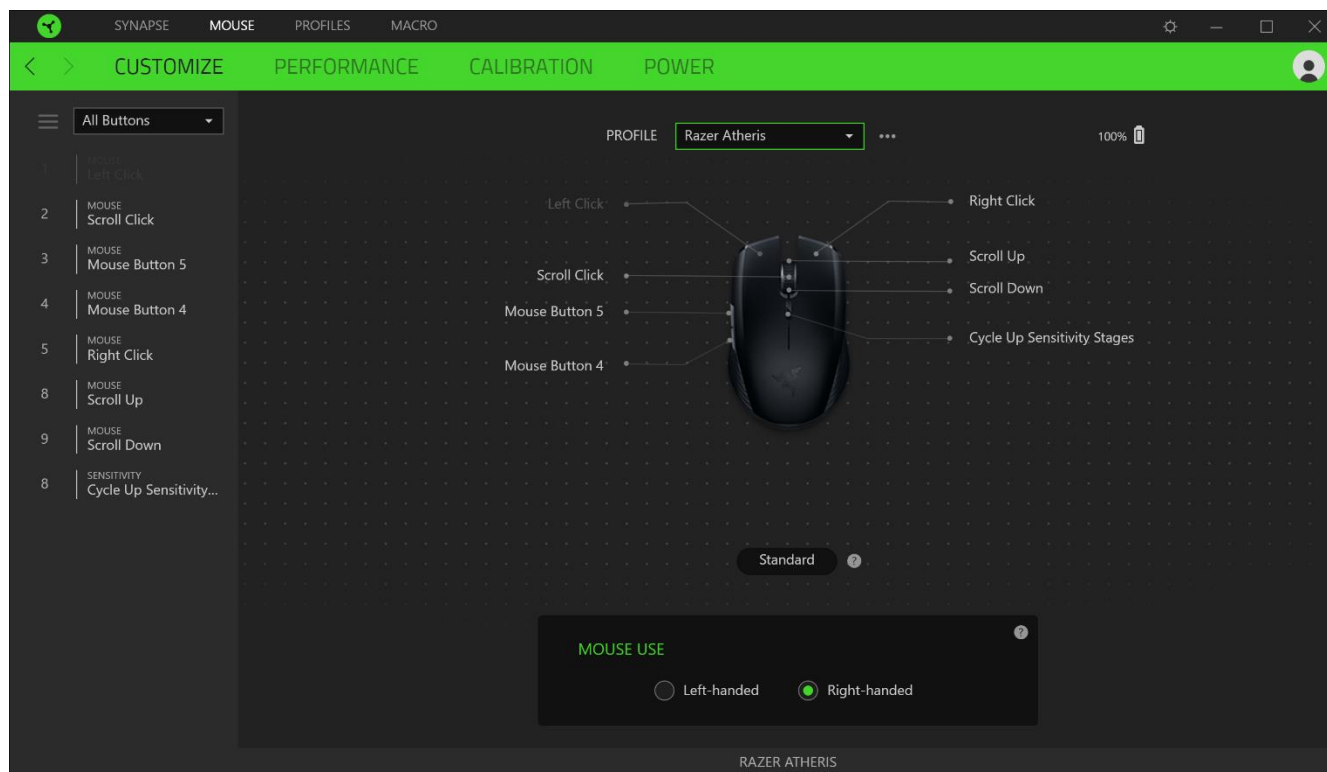 SYNAPSE MOUSE PROFILES MACRO
CUSTOMIZE PERFORMANCE CALIBRATION POWER
All Buttons
PROFILE Razer Atheris
100%
1 MOUSE
Left Click
2 MOUSE
Scroll Click
3 MOUSE
Mouse Button 5
4 MOUSE
Mouse Button 4
5 MOUSE
Right Click
8 MOUSE
Scroll Up
9 MOUSE
Scroll Down
8 SENSITIVITY
Cycle Up Sensitivity...
Left Click
Scroll Click
Mouse Button 5
Mouse Button 4
Right Click
Scroll Up
Scroll Down
Cycle Up Sensitivity Stages
Standard ?
MOUSE USE ?
Left-handed Right-handed
RAZER ATHERIS